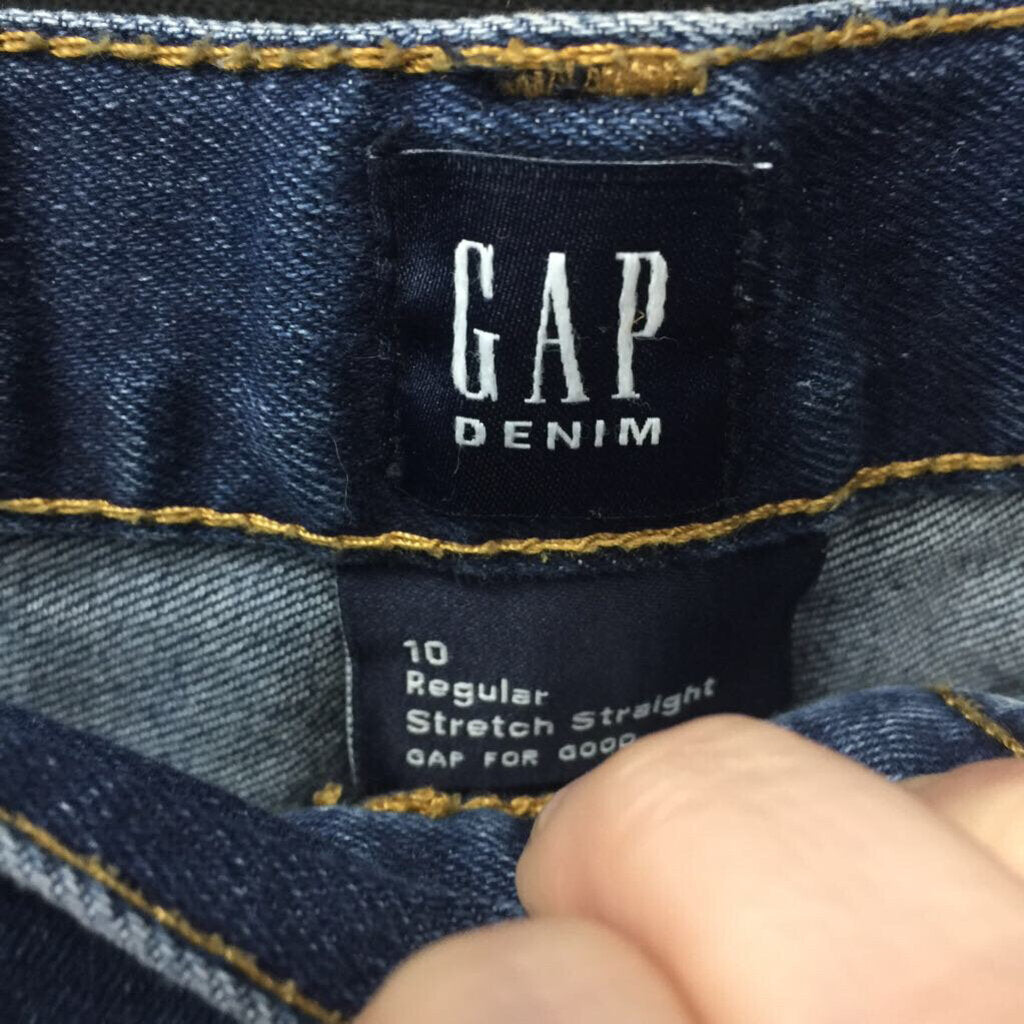 GAP
DENIM
10
Regular
Stretch Straight
GAP FOR GOOD